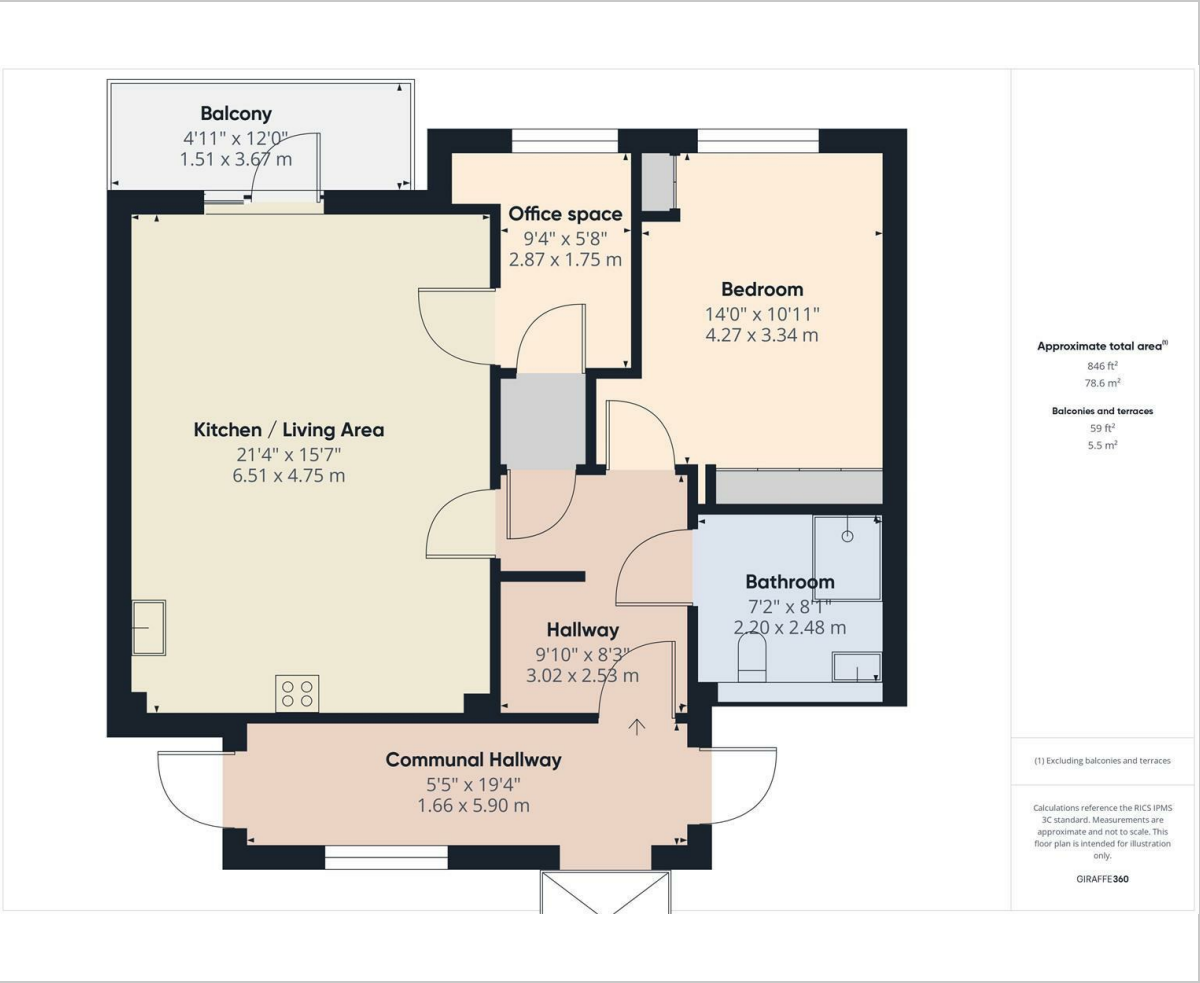 Balcony
4'11" x 12'0"
1.51 x 3.67 m
Office space
9'4" x 5'8"
2.87 x 1.75 m
Bedroom
14'0" x 10'11"
4.27 x 3.34 m
Kitchen / Living Area
21'4" x 15'7"
6.51 x 4.75 m
Bathroom
7'2" x 8'1"
2.20 x 2.48 m
Hallway
9'10" x 8'3"
3.02 x 2.53 m
Communal Hallway
5'5" x 19'4"
1.66 x 5.90 m
Approximate total area(1)
846 ft²
78.6 m²
Balconies and terraces
59 ft²
5.5 m²
(1) Excluding balconies and terraces
Calculations reference the RICS IPMS
3C standard. Measurements are
approximate and not to scale. This
floor plan is intended for illustration
only.
GIRAFFE360